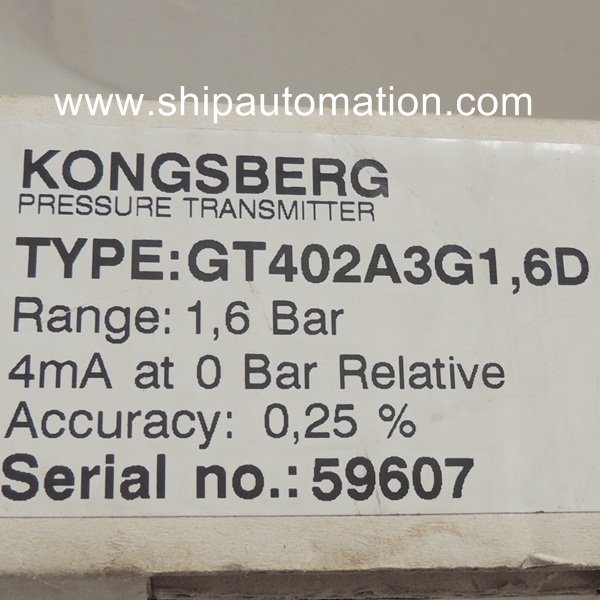 www.shipautomation.com
KONGSBERG
PRESSURE TRANSMITTER
TYPE:GT402A3G1,6D
Range: 1,6 Bar
4mA at 0 Bar Relative
Accuracy: 0,25 %
Serial no.: 59607